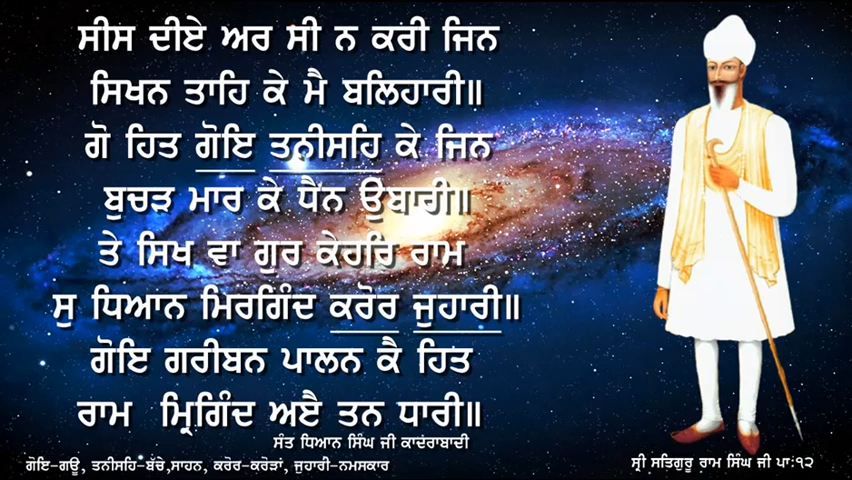 ਸੀਸ ਦੀਏ ਅਰ ਸੀ ਨ ਕਰੀ ਜਿਨ
ਸਿਖਨ ਤਾਹਿ ਕੇ ਮੈ ਬਲਿਹਾਰੀ॥
ਗੋ ਹਿਤ ਗੋਇ ਤਨੀਸਹਿ ਕੇ ਜਿਨ
ਬੁਚੜ ਮਾਰ ਕੇ ਧੈਨ ਉਬਾਰੀ॥
ਤੇ ਸਿਖ ਵਾ ਗੁਰ ਕੇਹਰਿ ਰਾਮ
ਸੁ ਧਿਆਨ ਮਿਰਗਿੰਦ ਕਰੋਰ ਜੁਹਾਰੀ॥
ਗੋਇ ਗਰੀਬਨ ਪਾਲਨ ਕੈ ਹਿਤ
ਰਾਮ ਮ੍ਰਿਗਿੰਦ ਅਏ ਤਨ ਧਾਰੀ॥
ਸੰਤ ਧਿਆਨ ਸਿੰਘ ਜੀ ਕਾਦਰਾਬਾਦੀ
ਗੋਇ-ਗਊ, ਤਨੀਸਹਿ-ਬੱਚੇ,ਸਾਹਨ, ਕਰੋਰ-ਕਰੋੜਾਂ, ਜੁਹਾਰੀ-ਨਮਸਕਾਰ
ਸ੍ਰੀ ਸਤਿਗੁਰੂ ਰਾਮ ਸਿੰਘ ਜੀ ਪਾ:੧੨